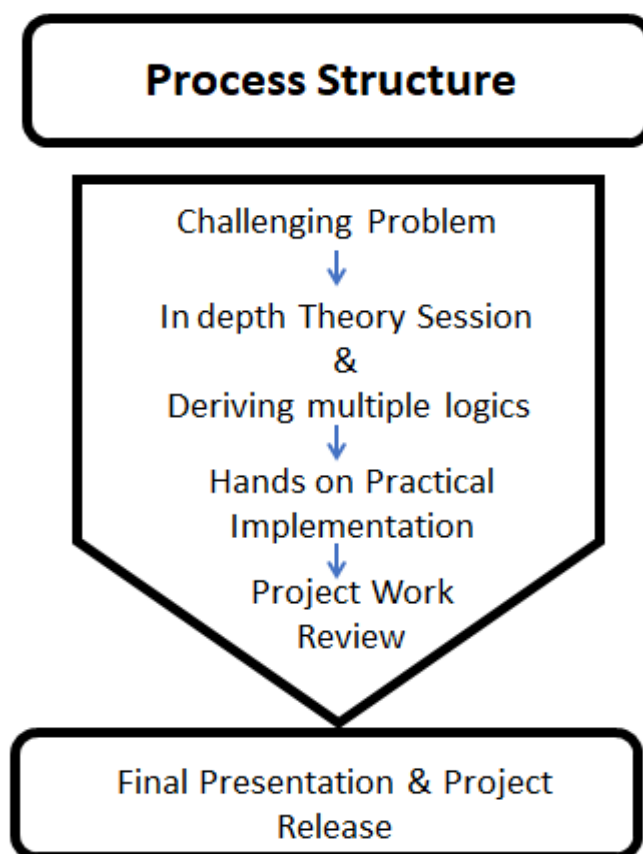 Process Structure
Challenging Problem
In depth Theory Session
&
Deriving multiple logics
Hands on Practical
Implementation
Project Work
Review
Final Presentation & Project
Release